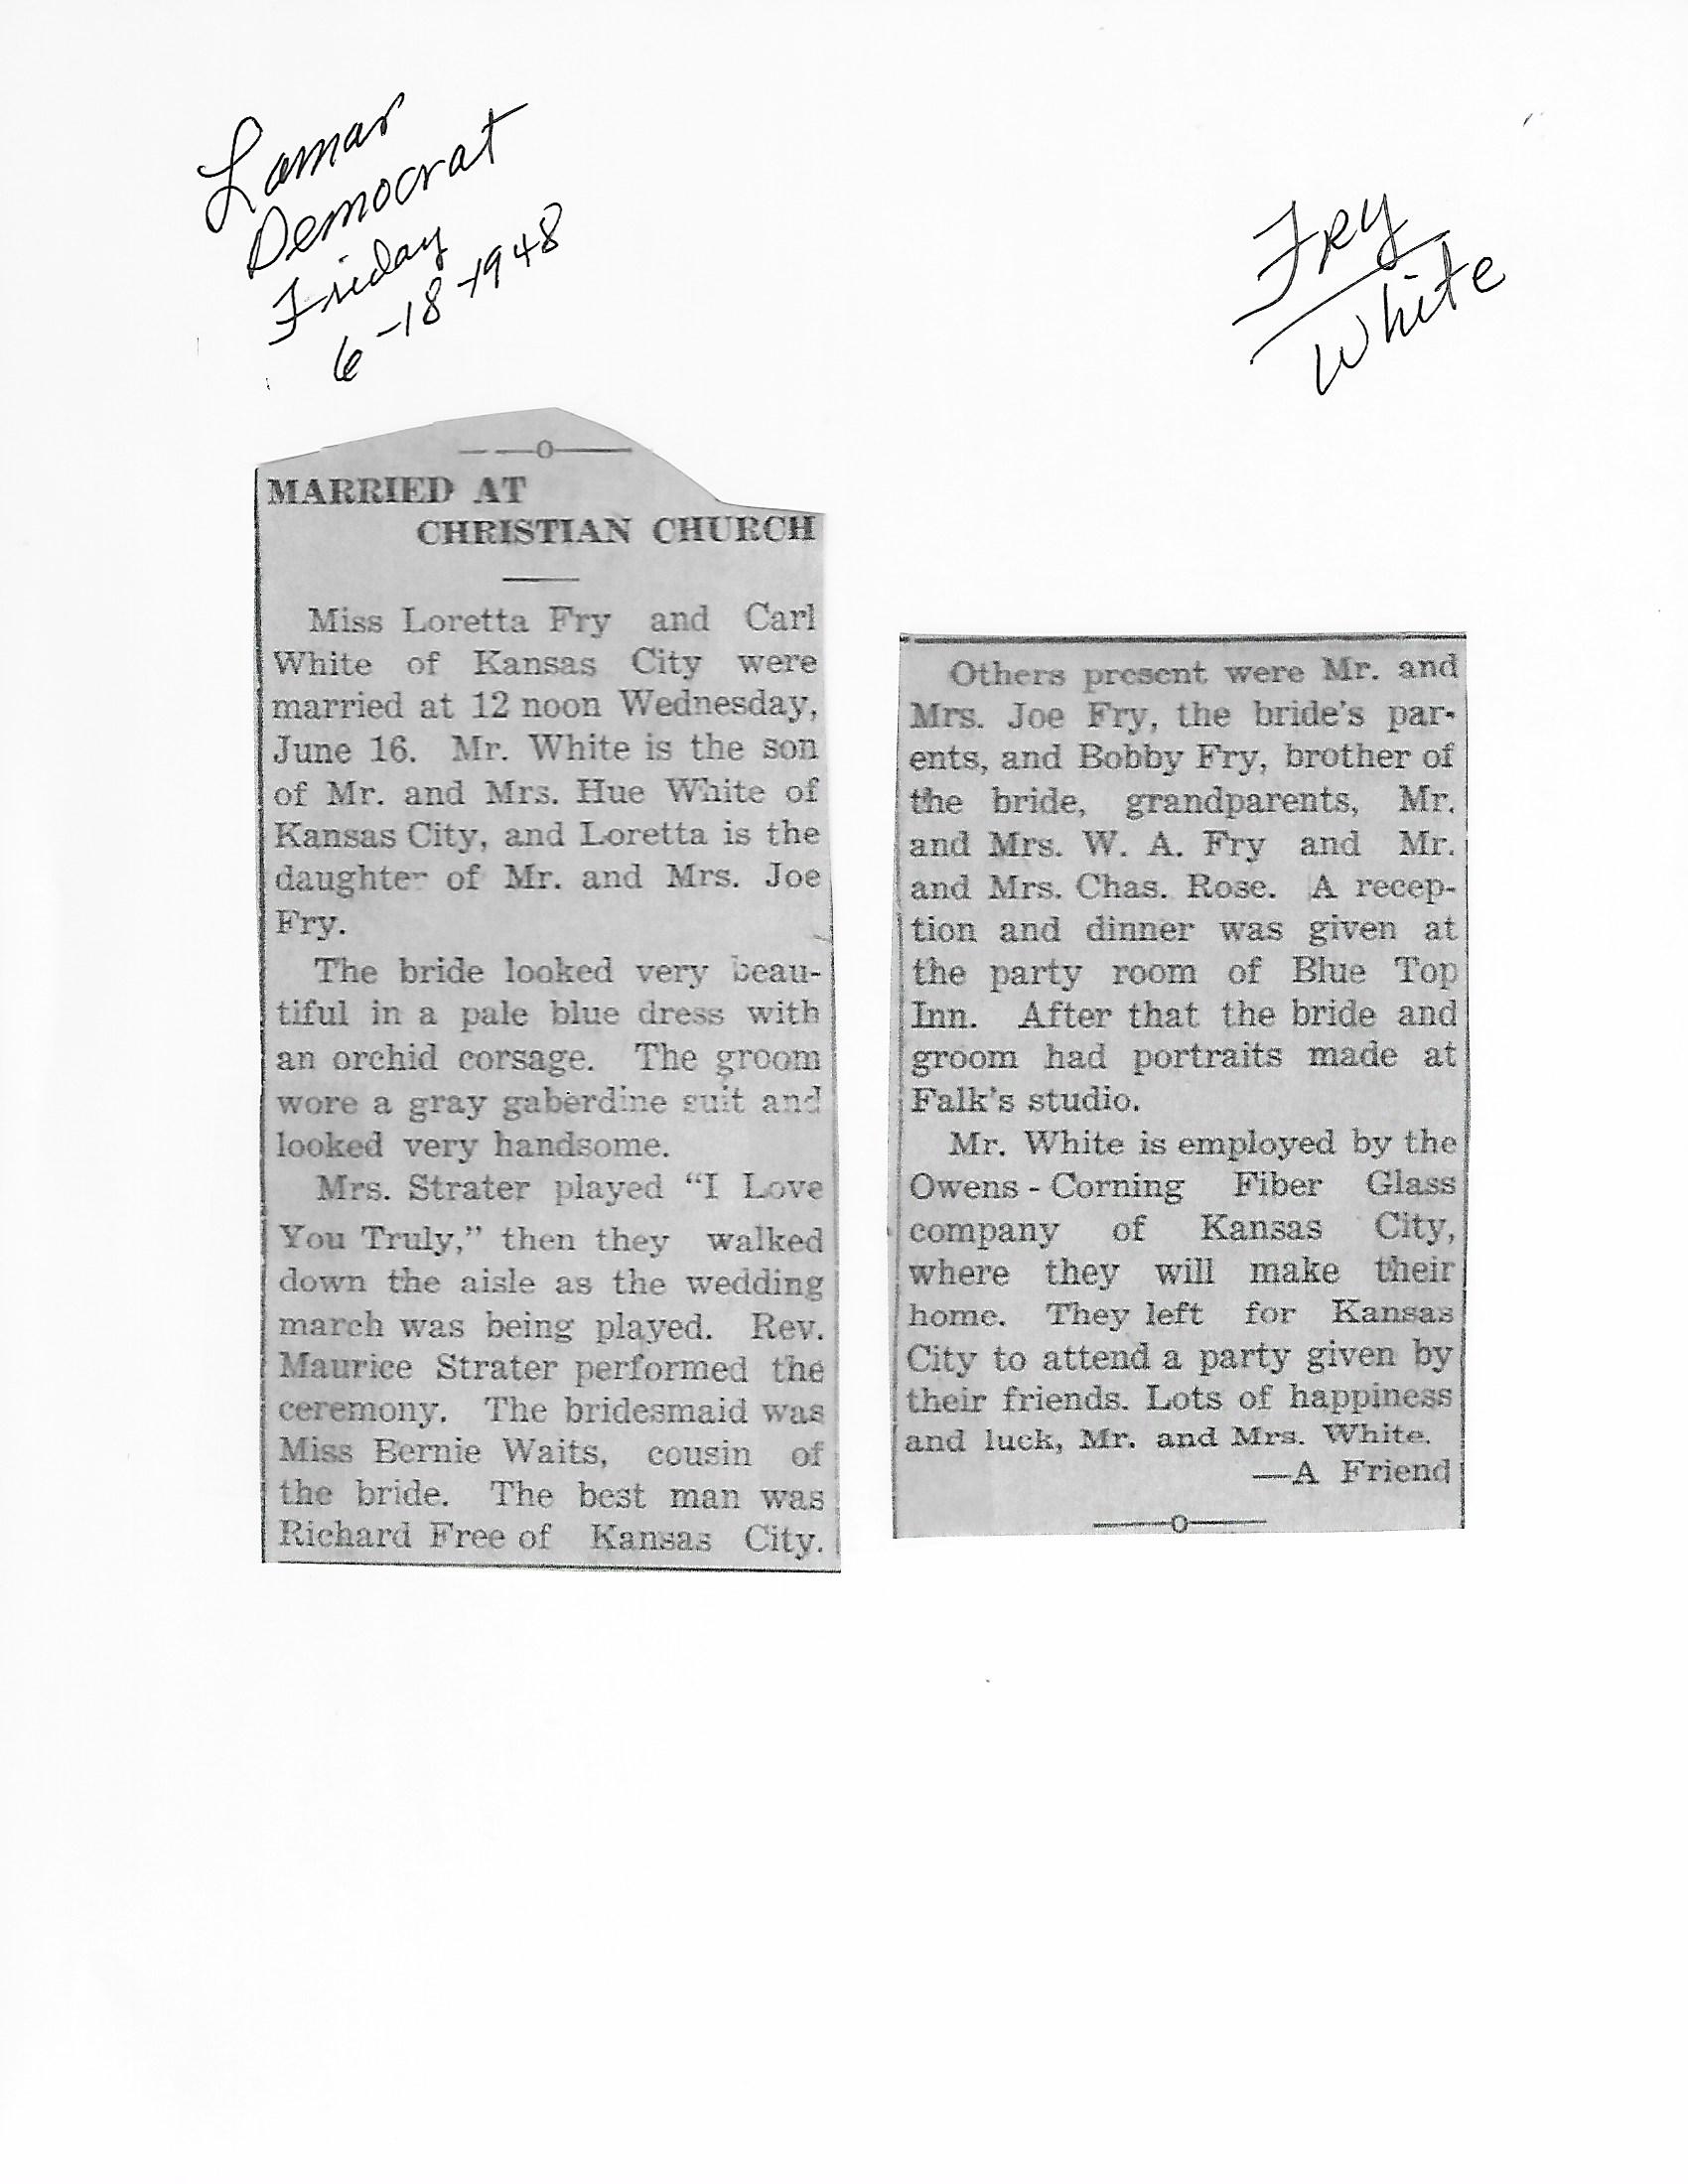 Lamar
Democrat
Friday
6-18-1948
Fry
White
MARRIED AT
CHRISTIAN CHURCH
Miss Loretta Fry and Carl
White of Kansas City were
married at 12 noon Wednesday,
June 16. Mr. White is the son
of Mr. and Mrs. Hue White of
Kansas City, and Loretta is the
daughter of Mr. and Mrs. Joe
Fry.
The bride looked very beau-
tiful in a pale blue dress with
an orchid corsage. The groom
wore a gray gaberdine suit and
looked very handsome.
Mrs. Strater played “I Love
You Truly,” then they walked
down the aisle as the wedding
march was being played. Rev.
Maurice Strater performed the
ceremony. The bridesmaid was
Miss Bernie Waits, cousin of
the bride. The best man was
Richard Free of Kansas City.
Others present were Mr. and
Mrs. Joe Fry, the bride's par-
ents, and Bobby Fry, brother of
the bride, grandparents, Mr.
and Mrs. W. A. Fry and Mr.
and Mrs. Chas. Rose. A recep-
tion and dinner was given at
the party room of Blue Top
Inn. After that the bride and
groom had portraits made at
Falk's studio.
Mr. White is employed by the
Owens - Corning Fiber Glass
company of Kansas City,
where they will make their
home. They left for Kansas
City to attend a party given by
their friends. Lots of happiness
and luck, Mr. and Mrs. White.
—A Friend